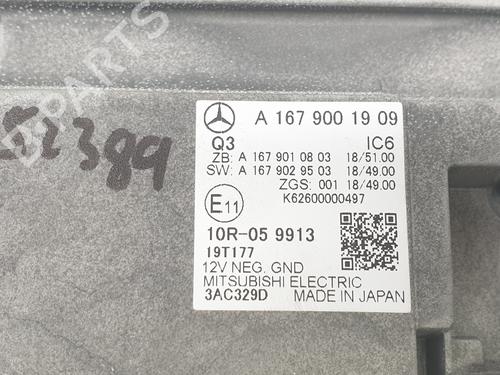 B-PARTS
52389
A 167 900 19 09
Q3 IC6
ZB: A 167 901 08 03 18/51.00
SW: A 167 902 95 03 18/49.00
ZGS: 001 18/49.00
K62600000497
E11
10R-05 9913
19T177
12V NEG. GND
MITSUBISHI ELECTRIC
3AC329D MADE IN JAPAN